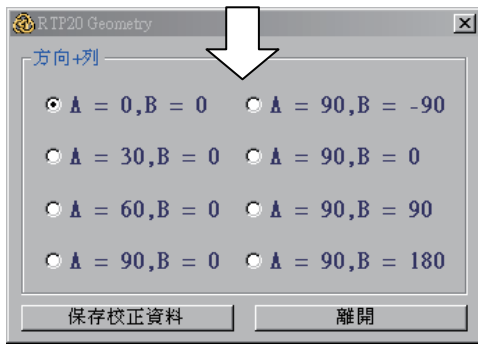 RTP20 Geometry
方向+列
A = 0,B = 0 A = 90,B = -90
A = 30,B = 0 A = 90,B = 0
A = 60,B = 0 A = 90,B = 90
A = 90,B = 0 A = 90,B = 180
保存校正資料 離開